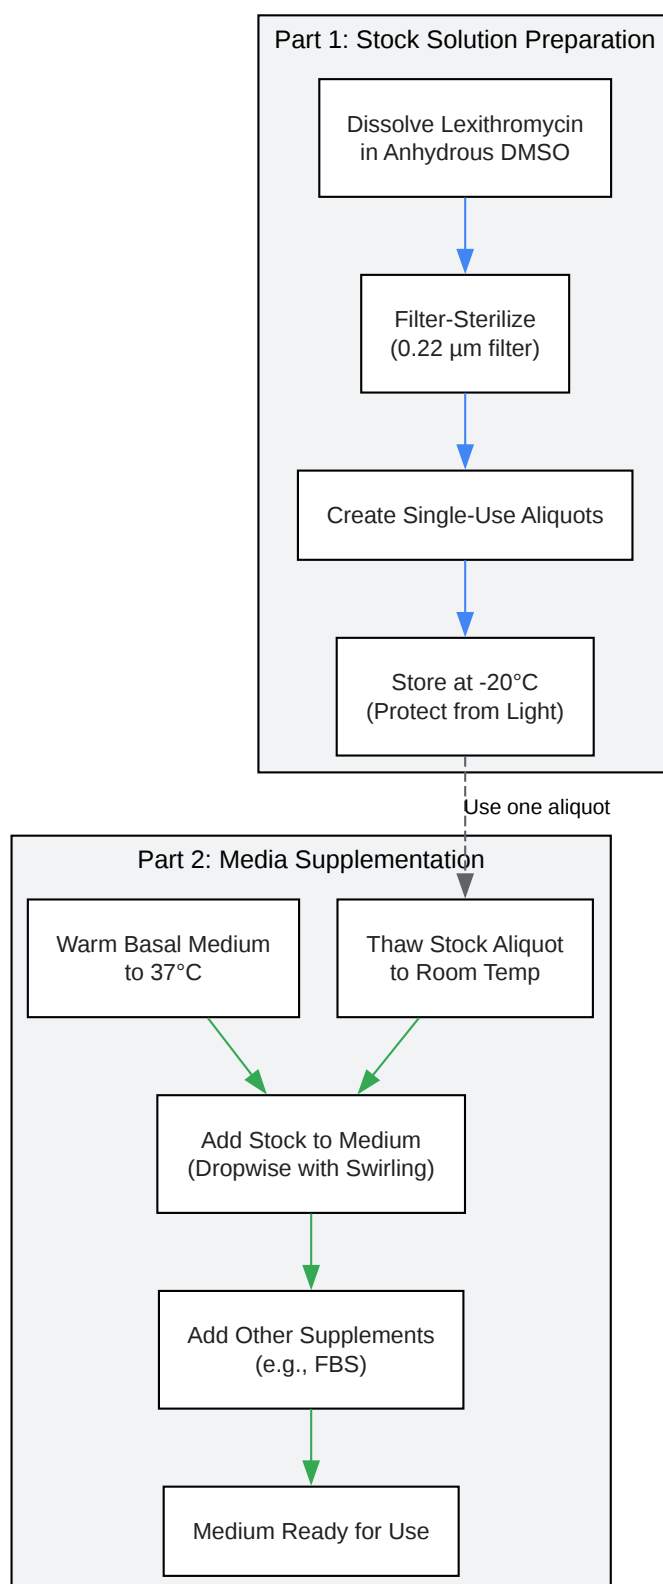 Part 1: Stock Solution Preparation
Dissolve Lexithromycin
in Anhydrous DMSO
Filter-Sterilize
(0.22 µm filter)
Create Single-Use Aliquots
Store at -20°C
(Protect from Light)
Use one aliquot
Part 2: Media Supplementation
Warm Basal Medium
to 37°C
Thaw Stock Aliquot
to Room Temp
Add Stock to Medium
(Dropwise with Swirling)
Add Other Supplements
(e.g., FBS)
Medium Ready for Use